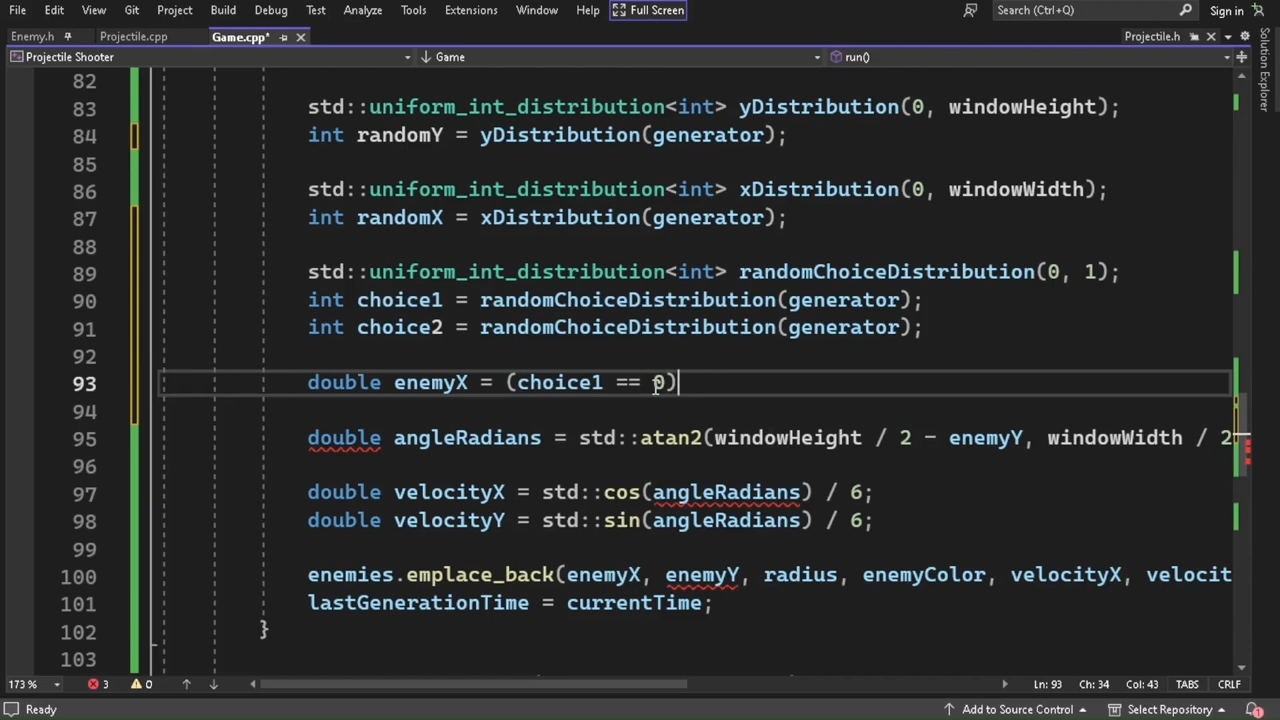 File Edit View Git Project Build Debug Test Analyze Tools Extensions Window Help Full Screen Search (Ctrl+Q) Sign in
Enemy.h Projectile.cpp Game.cpp* Projectile.h
Projectile Shooter Game run()
Solution Explorer
82
83 std::uniform_int_distribution<int> yDistribution(0, windowHeight);
84 int randomY = yDistribution(generator);
85
86 std::uniform_int_distribution<int> xDistribution(0, windowWidth);
87 int randomX = xDistribution(generator);
88
89 std::uniform_int_distribution<int> randomChoiceDistribution(0, 1);
90 int choice1 = randomChoiceDistribution(generator);
91 int choice2 = randomChoiceDistribution(generator);
92
93 double enemyX = (choice1 == 0)
94
95 double angleRadians = std::atan2(windowHeight / 2 - enemyY, windowWidth / 2
96
97 double velocityX = std::cos(angleRadians) / 6;
98 double velocityY = std::sin(angleRadians) / 6;
99
100 enemies.emplace_back(enemyX, enemyY, radius, enemyColor, velocityX, velocit
101 lastGenerationTime = currentTime;
102 }
103
173 % 3 0 Ln: 93 Ch: 34 Col: 43 TABS CRLF
Ready Add to Source Control Select Repository 1